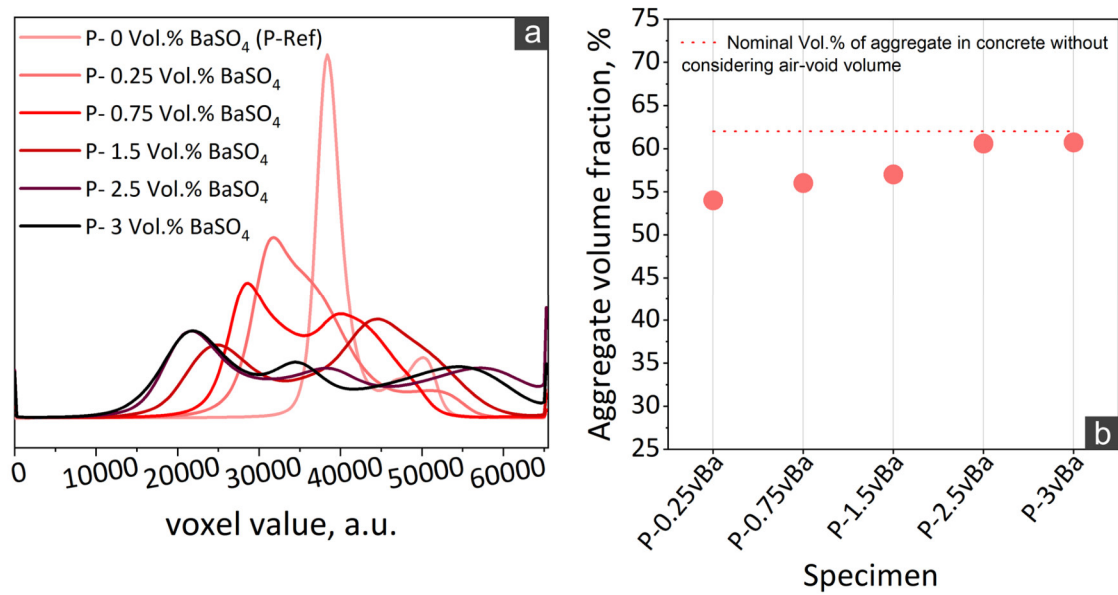 a
P- 0 Vol.% BaSO₄ (P-Ref)
P- 0.25 Vol.% BaSO₄
P- 0.75 Vol.% BaSO₄
P- 1.5 Vol.% BaSO₄
P- 2.5 Vol.% BaSO₄
P- 3 Vol.% BaSO₄
0 10000 20000 30000 40000 50000 60000
voxel value, a.u.
b
Nominal Vol.% of aggregate in concrete without
considering air-void volume
Aggregate volume fraction, %
75
70
65
60
55
50
45
40
35
30
25
P-0.25vBa P-0.75vBa P-1.5vBa P-2.5vBa P-3vBa
Specimen